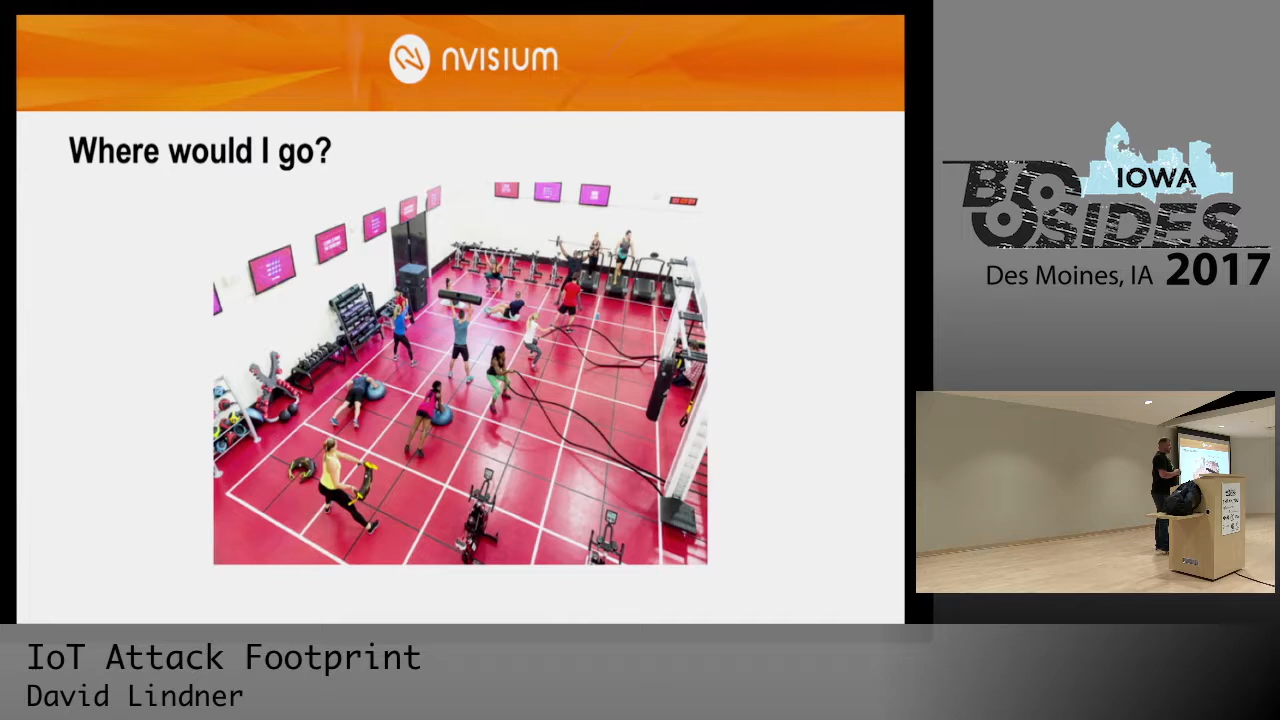 nVISIUM
Where would I go?
IOWA
BSIDES
Des Moines, IA 2017
IoT Attack Footprint
David Lindner